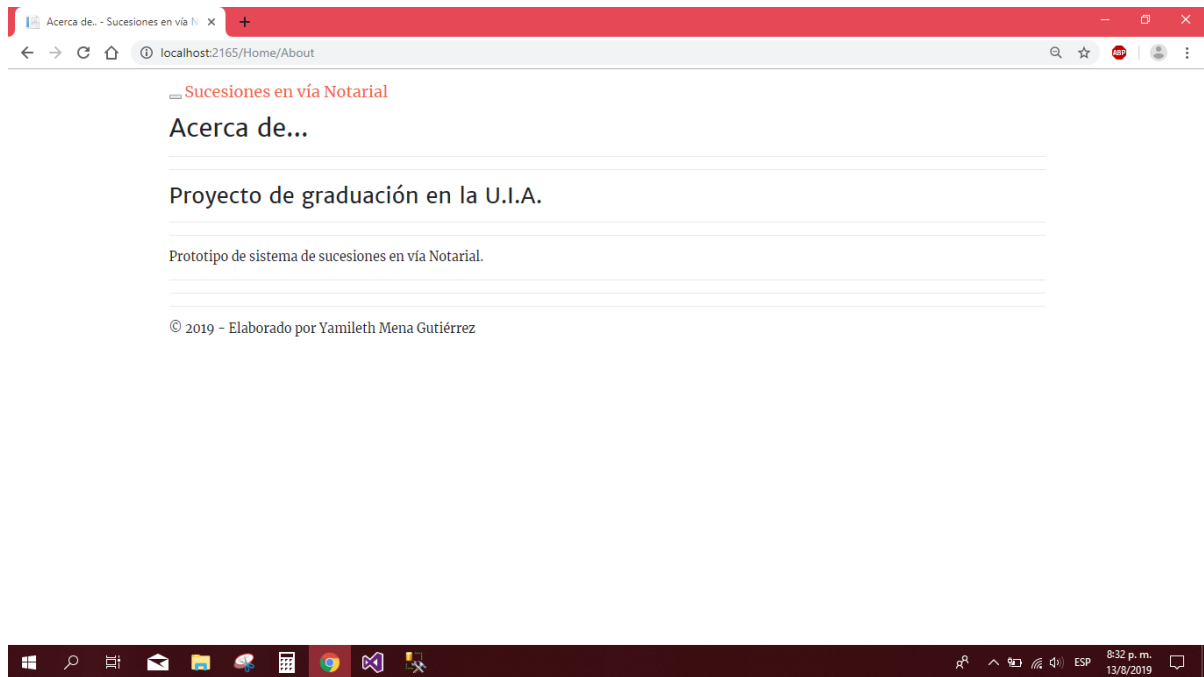 Acerca de.. - Sucesiones en vía N
localhost:2165/Home/About
ABP
Sucesiones en vía Notarial
Acerca de...
Proyecto de graduación en la U.I.A.
Prototipo de sistema de sucesiones en vía Notarial.
© 2019 - Elaborado por Yamileth Mena Gutiérrez
ESP
8:32 p. m.
13/8/2019